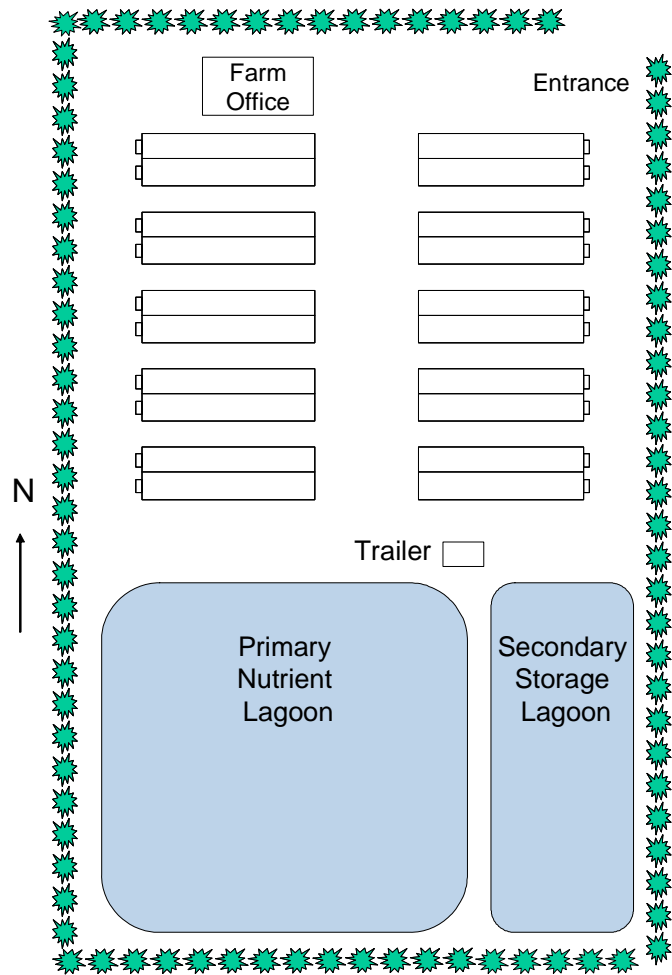 Farm
Office
Entrance
N
Trailer
Primary
Nutrient
Lagoon
Secondary
Storage
Lagoon